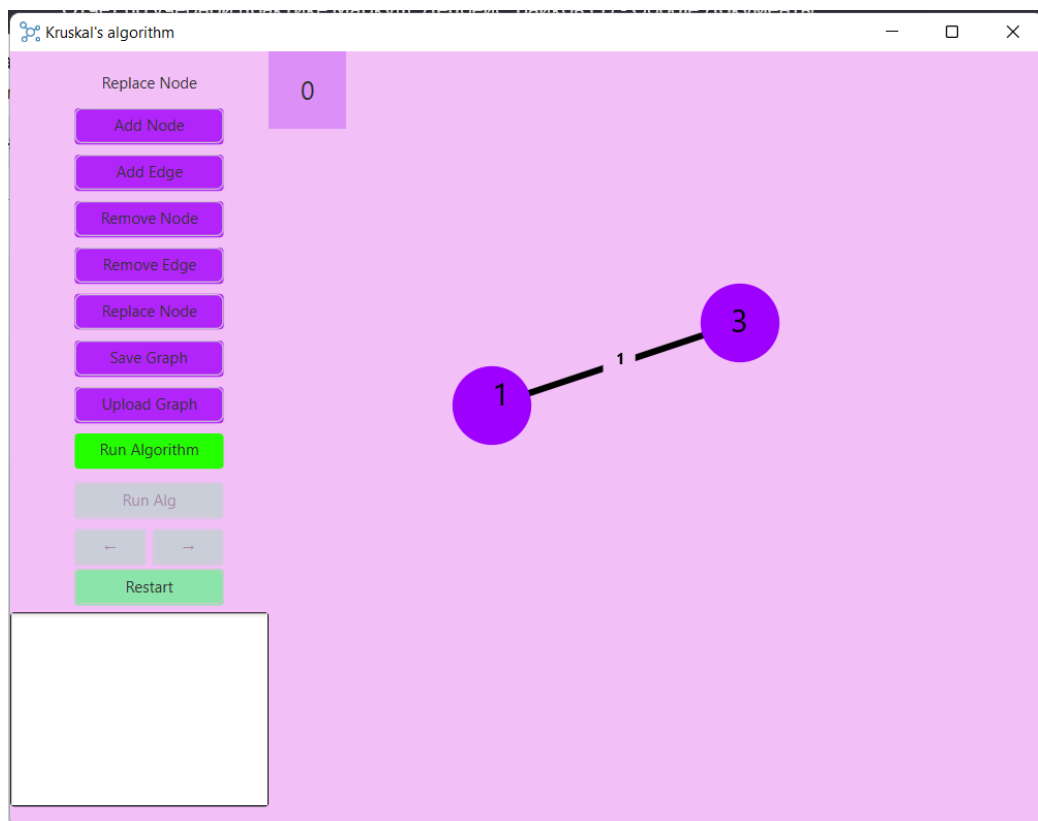 Kruskal's algorithm
Replace Node
0
Add Node
Add Edge
Remove Node
Remove Edge
Replace Node
Save Graph
Upload Graph
Run Algorithm
Run Alg
← →
Restart
3
1
1